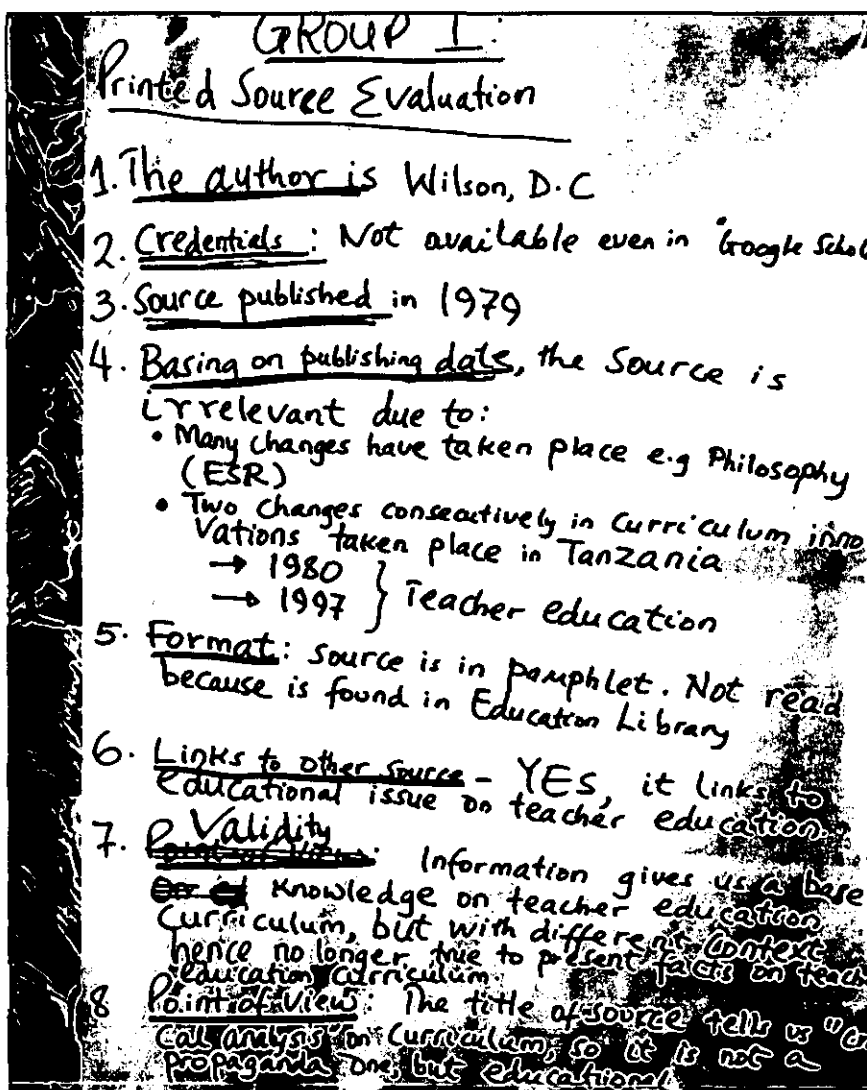 GROUP I:
Printed Source Evaluation
1. The author is Wilson, D.C
2. Credentials: Not available even in "Google
3. Source published in 1979
4. Basing on publishing date, the Source is
irrelevant due to:
• Many changes have taken place e.g Philosophy
(ESR)
• Two changes consecutively in Curriculum inno
vations taken place in Tanzania
→ 1980
→ 1997 } Teacher education
5. Format: Source is in pamphlet. Not read
because is found in Education Library
6. Links to other source - YES, it links to
educational issue on teacher education.
7. Validity: Information gives us a base
knowledge on teacher education
Curriculum, but with different context
hence no longer true to present facts on teach
education curriculum
8 Point of view: The title of source tells us
cal analysis on Curriculum, so it is not a
propaganda one, but educational.